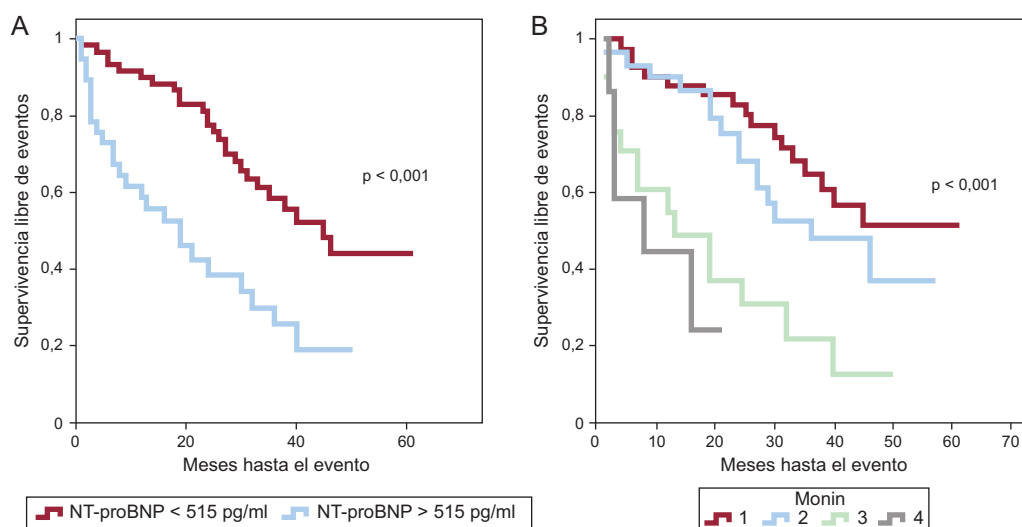 A
Supervivencia libre de eventos
1
0,8
0,6
0,4
0,2
0
p < 0,001
0 20 40 60
Meses hasta el evento
NT-proBNP < 515 pg/ml NT-proBNP > 515 pg/ml
B
Supervivencia libre de eventos
1
0,8
0,6
0,4
0,2
0
p < 0,001
0 10 20 30 40 50 60 70
Meses hasta el evento
Monin
1 2 3 4